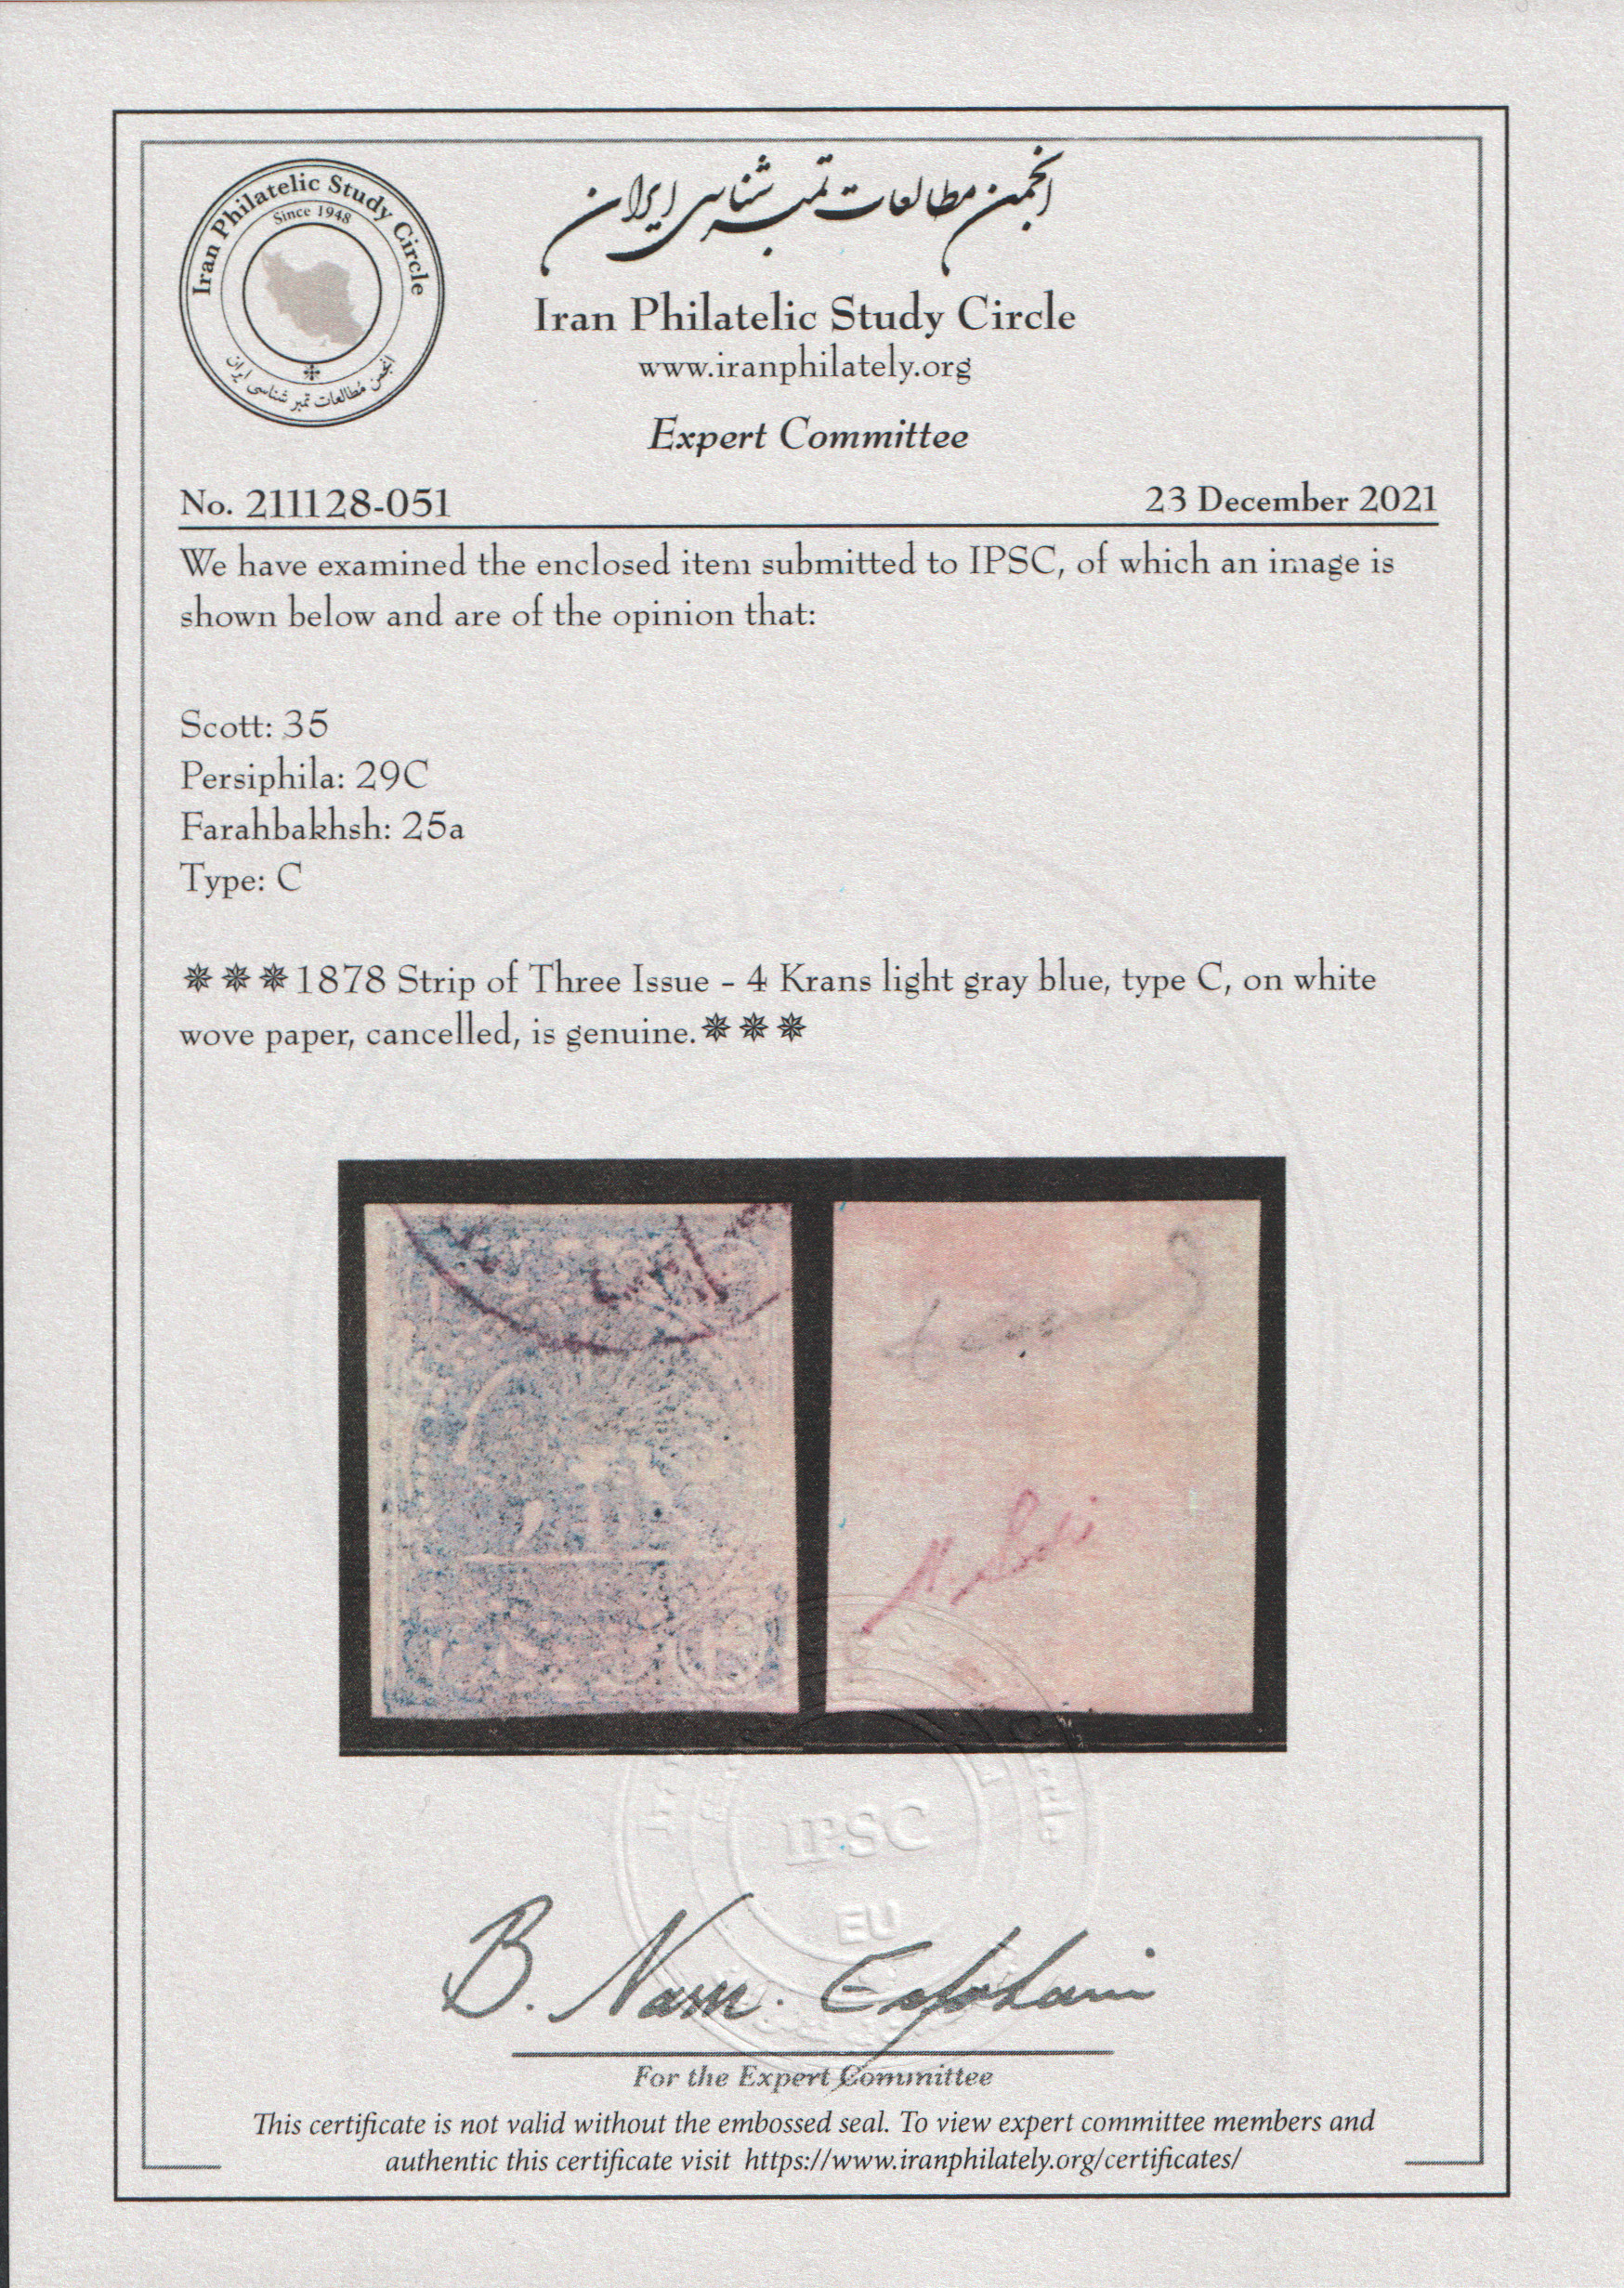 Iran Philatelic Study Circle
Since 1948
انجمن مطالعات تمبر شناسی ایران
انجمن مطالعات تمبر شناسی ایران
Iran Philatelic Study Circle
www.iranphilately.org
Expert Committee
No. 211128-051
23 December 2021
We have examined the enclosed item submitted to IPSC, of which an image is
shown below and are of the opinion that:
Scott: 35
Persiphila: 29C
Farahbakhsh: 25a
Type: C
✵ ✵ ✵ 1878 Strip of Three Issue - 4 Krans light gray blue, type C, on white
wove paper, cancelled, is genuine. ✵ ✵ ✵
IPSC
EU
B. Nam. Esfahani
For the Expert Committee
This certificate is not valid without the embossed seal. To view expert committee members and
authentic this certificate visit https://www.iranphilately.org/certificates/